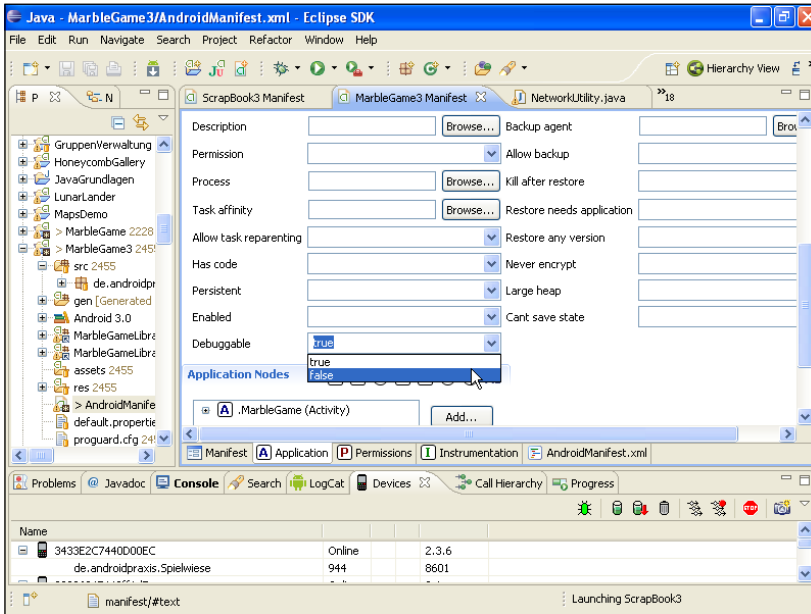 Java - MarbleGame3/AndroidManifest.xml - Eclipse SDK
File Edit Run Navigate Search Project Refactor Window Help
Hierarchy View
P
N
ScrapBook3 Manifest
MarbleGame3 Manifest
NetworkUtility.java
»18
GruppenVerwaltung
HoneycombGallery
JavaGrundlagen
LunarLander
MapsDemo
> MarbleGame 2228
> MarbleGame3 245
src 2455
de.androidpr
gen [Generated
Android 3.0
MarbleGameLibra
MarbleGameLibra
assets 2455
res 2455
> AndroidManife
default.propertie
proguard.cfg 24
Description Browse... Backup agent Brou
Permission Allow backup
Process Browse... Kill after restore
Task affinity Browse... Restore needs application
Allow task reparenting Restore any version
Has code Never encrypt
Persistent Large heap
Enabled Cant save state
Debuggable true
true
false
Application Nodes
A .MarbleGame (Activity)
Add...
Manifest A Application P Permissions I Instrumentation AndroidManifest.xml
Problems @ Javadoc Console Search LogCat Devices Call Hierarchy Progress
Name
3433E2C7440D00EC Online 2.3.6
de.androidpraxis.Spielwiese 944 8601
manifest/#text
Launching ScrapBook3